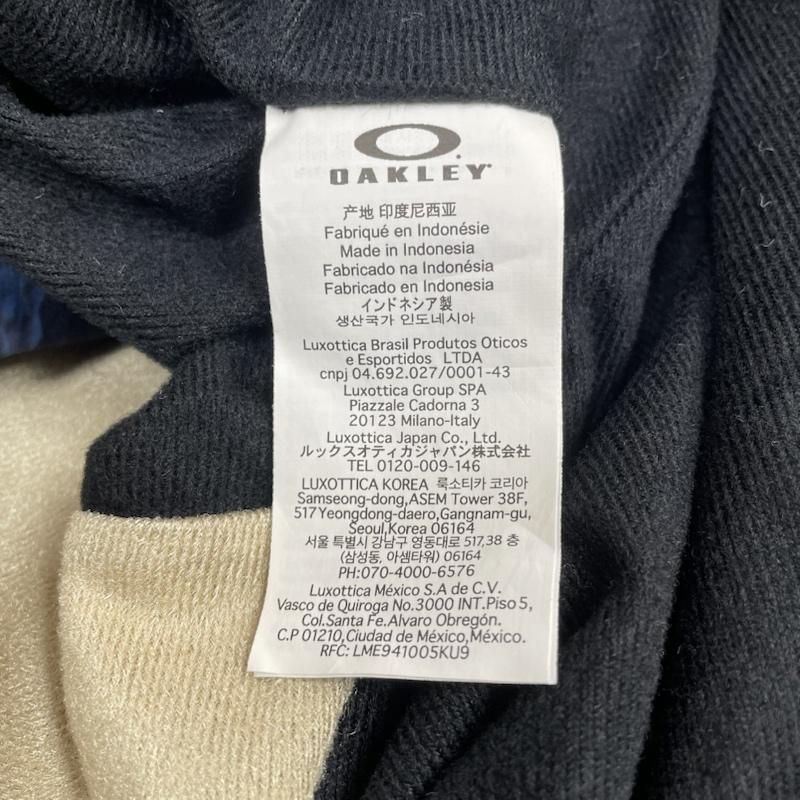 OAKLEY
产地 印度尼西亚
Fabriqué en Indonésie
Made in Indonesia
Fabricado na Indonésia
Fabricado en Indonesia
インドネシア製
생산국가 인도네시아
Luxottica Brasil Produtos Oticos
e Esportidos LTDA
cnpj 04.692.027/0001-43
Luxottica Group SPA
Piazzale Cadorna 3
20123 Milano-Italy
Luxottica Japan Co., Ltd.
ルックスオティカジャパン株式会社
TEL 0120-009-146
LUXOTTICA KOREA 룩소티카 코리아
Samseong-dong,ASEM Tower 38F,
517Yeongdong-daero,Gangnam-gu,
Seoul,Korea 06164
서울 특별시 강남구 영동대로 517,38 층
(삼성동, 아셈타워) 06164
PH:070-4000-6576
Luxottica México S.A de C.V.
Vasco de Quiroga No.3000 INT.Piso 5,
Col.Santa Fe.Alvaro Obregón.
C.P 01210,Ciudad de México,México.
RFC: LME941005KU9